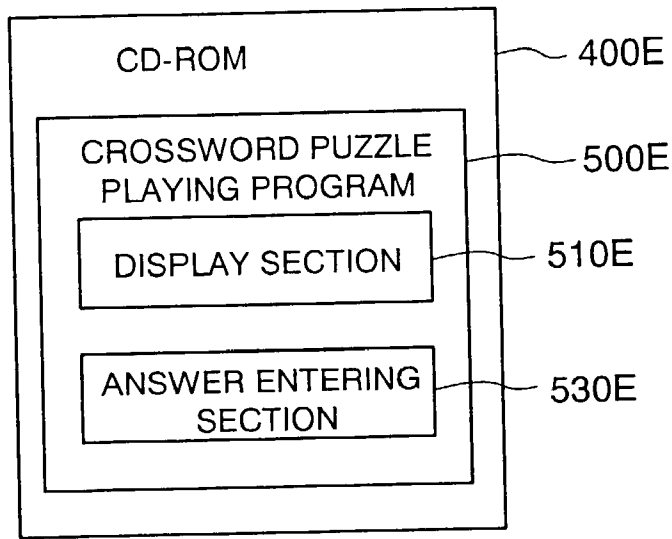 CD-ROM
400E
CROSSWORD PUZZLE
PLAYING PROGRAM
500E
DISPLAY SECTION
510E
ANSWER ENTERING
SECTION
530E